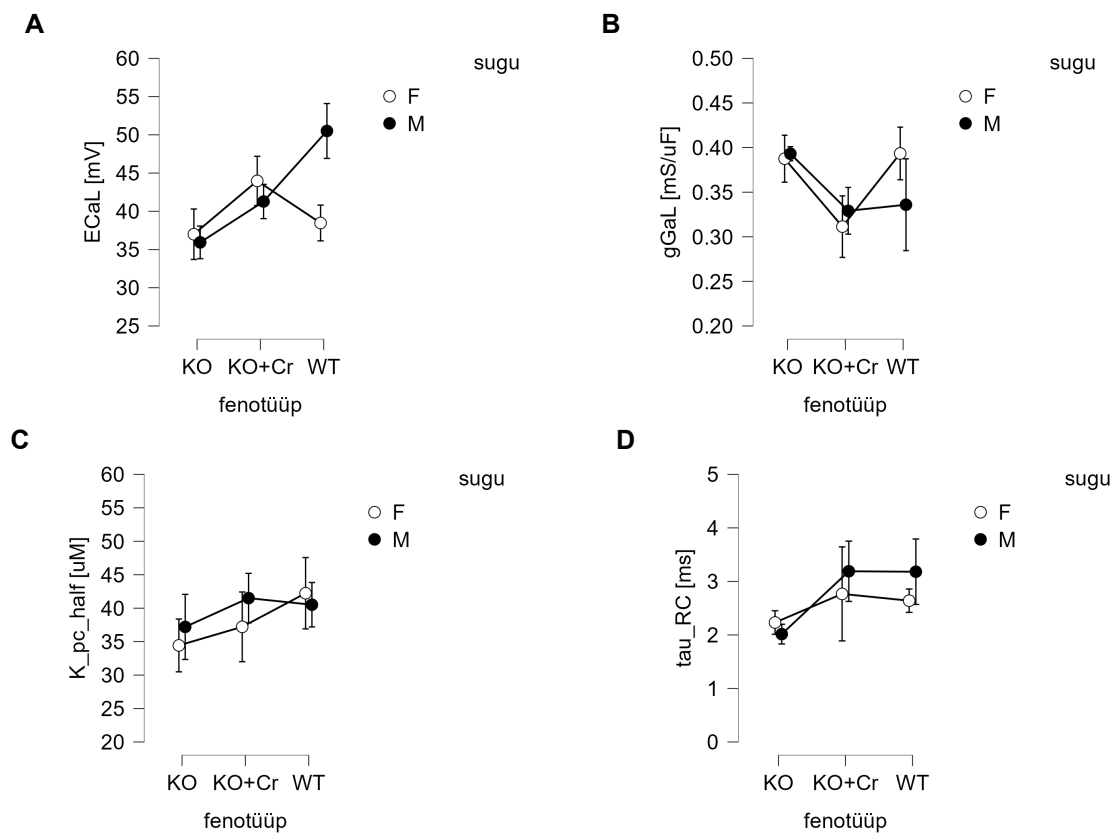 A
60
55
50
45
40
35
30
25
ECaL [mV]
KO KO+Cr WT
fenotüüp
sugu
F
M
B
0.50
0.45
0.40
0.35
0.30
0.25
0.20
gGaL [mS/uF]
KO KO+Cr WT
fenotüüp
sugu
F
M
C
60
55
50
45
40
35
30
25
20
K_pc_half [uM]
KO KO+Cr WT
fenotüüp
sugu
F
M
D
5
4
3
2
1
0
tau_RC [ms]
KO KO+Cr WT
fenotüüp
sugu
F
M